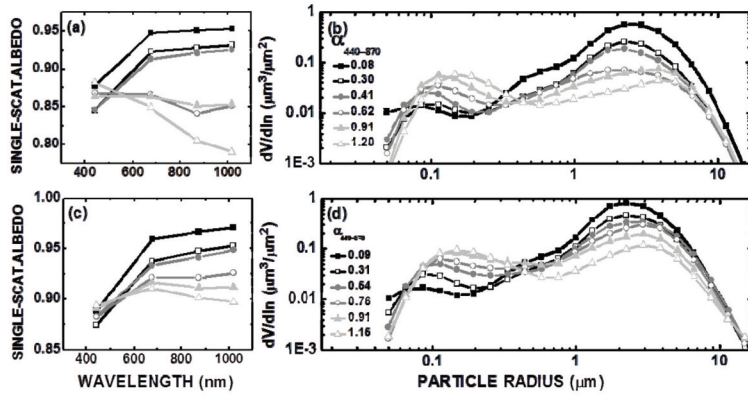 (a)
SINGLE-SCAT.ALBEDO
0.95
0.90
0.85
0.80
400 600 800 1000
(b)
dV/dln (μm³/μm²)
1
0.1
0.01
1E-3
α 440–870
0.08
0.30
0.41
0.62
0.91
1.20
0.1 1 10
(c)
SINGLE-SCAT.ALBEDO
1.00
0.95
0.90
0.85
400 600 800 1000
WAVELENGTH (nm)
(d)
dV/dln (μm³/μm²)
1
0.1
0.01
1E-3
α 440–870
0.09
0.31
0.64
0.76
0.91
1.16
0.1 1 10
PARTICLE RADIUS (μm)